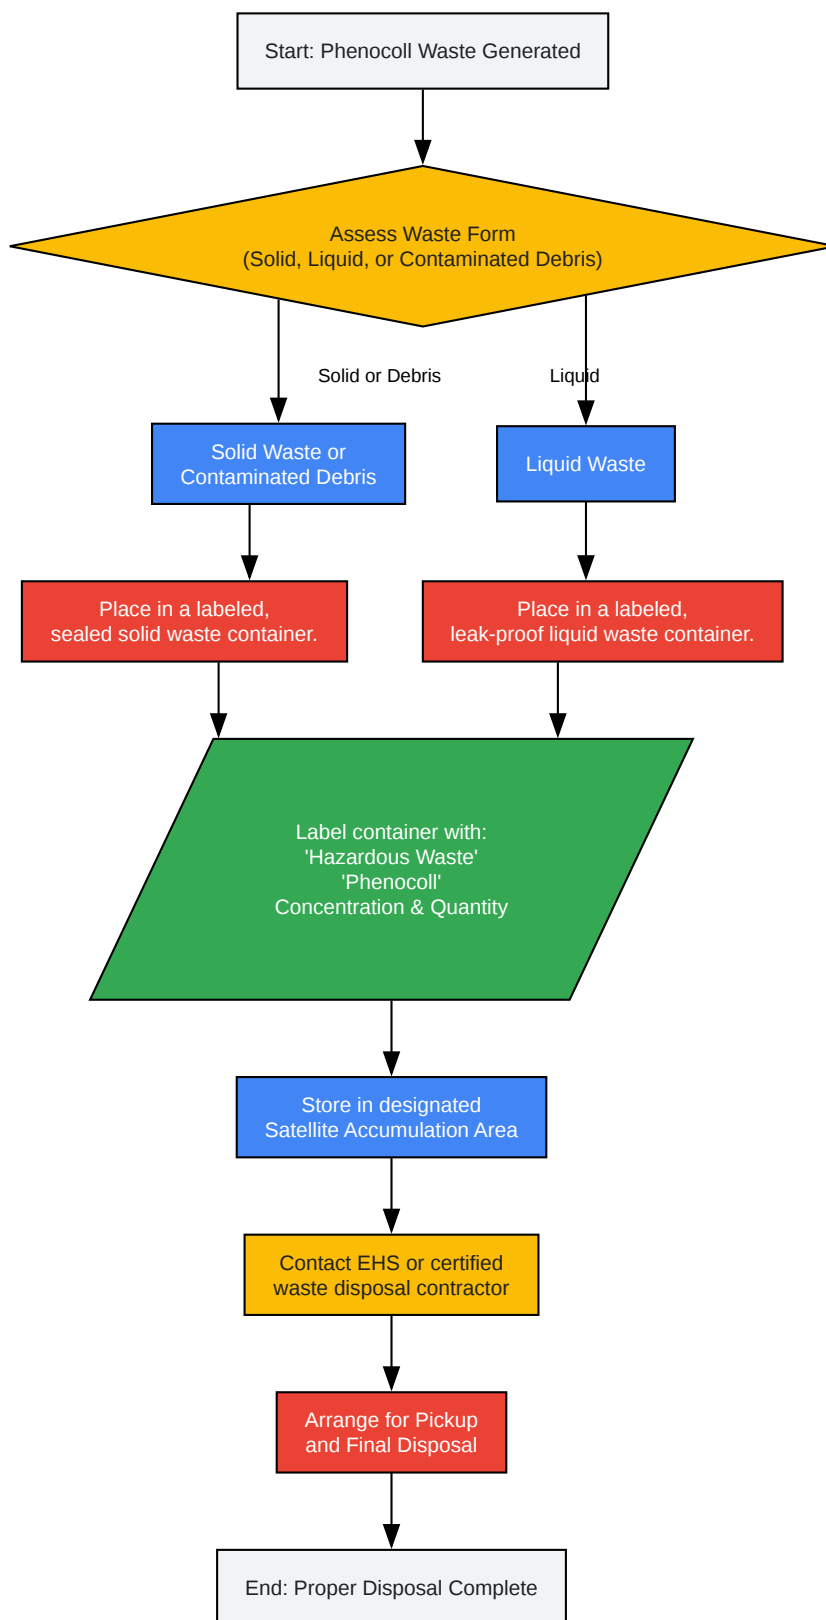 Start: Phenocoll Waste Generated
Assess Waste Form
(Solid, Liquid, or Contaminated Debris)
Solid or Debris
Liquid
Solid Waste or
Contaminated Debris
Liquid Waste
Place in a labeled,
sealed solid waste container.
Place in a labeled,
leak-proof liquid waste container.
Label container with:
'Hazardous Waste'
'Phenocoll'
Concentration & Quantity
Store in designated
Satellite Accumulation Area
Contact EHS or certified
waste disposal contractor
Arrange for Pickup
and Final Disposal
End: Proper Disposal Complete